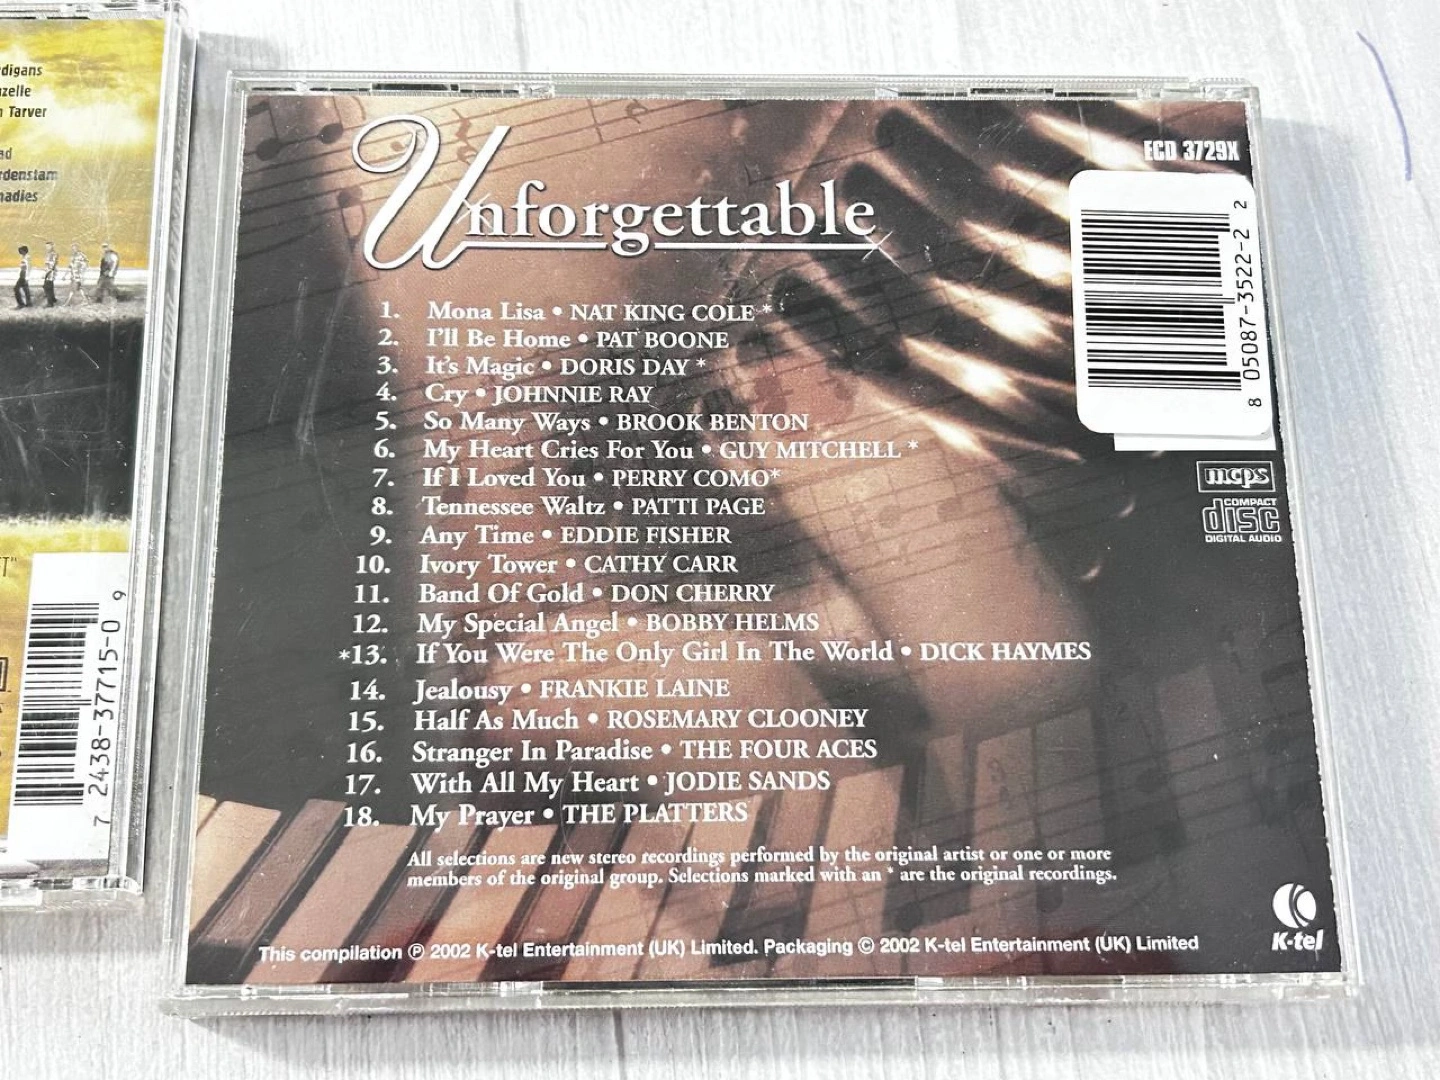 digans
zelle
Tarver
ad
rdenstam
adies
7 2438-37715-0 9
Unforgettable
ECD 3729X
8 05087-3522-2 2
1. Mona Lisa • NAT KING COLE *
2. I'll Be Home • PAT BOONE
3. It's Magic • DORIS DAY *
4. Cry • JOHNNIE RAY
5. So Many Ways • BROOK BENTON
6. My Heart Cries For You • GUY MITCHELL *
7. If I Loved You • PERRY COMO*
8. Tennessee Waltz • PATTI PAGE
9. Any Time • EDDIE FISHER
10. Ivory Tower • CATHY CARR
11. Band Of Gold • DON CHERRY
12. My Special Angel • BOBBY HELMS
*13. If You Were The Only Girl In The World • DICK HAYMES
14. Jealousy • FRANKIE LAINE
15. Half As Much • ROSEMARY CLOONEY
16. Stranger In Paradise • THE FOUR ACES
17. With All My Heart • JODIE SANDS
18. My Prayer • THE PLATTERS
mcps
COMPACT
disc
DIGITAL AUDIO
All selections are new stereo recordings performed by the original artist or one or more
members of the original group. Selections marked with an * are the original recordings.
K-tel
This compilation ℗ 2002 K-tel Entertainment (UK) Limited. Packaging © 2002 K-tel Entertainment (UK) Limited